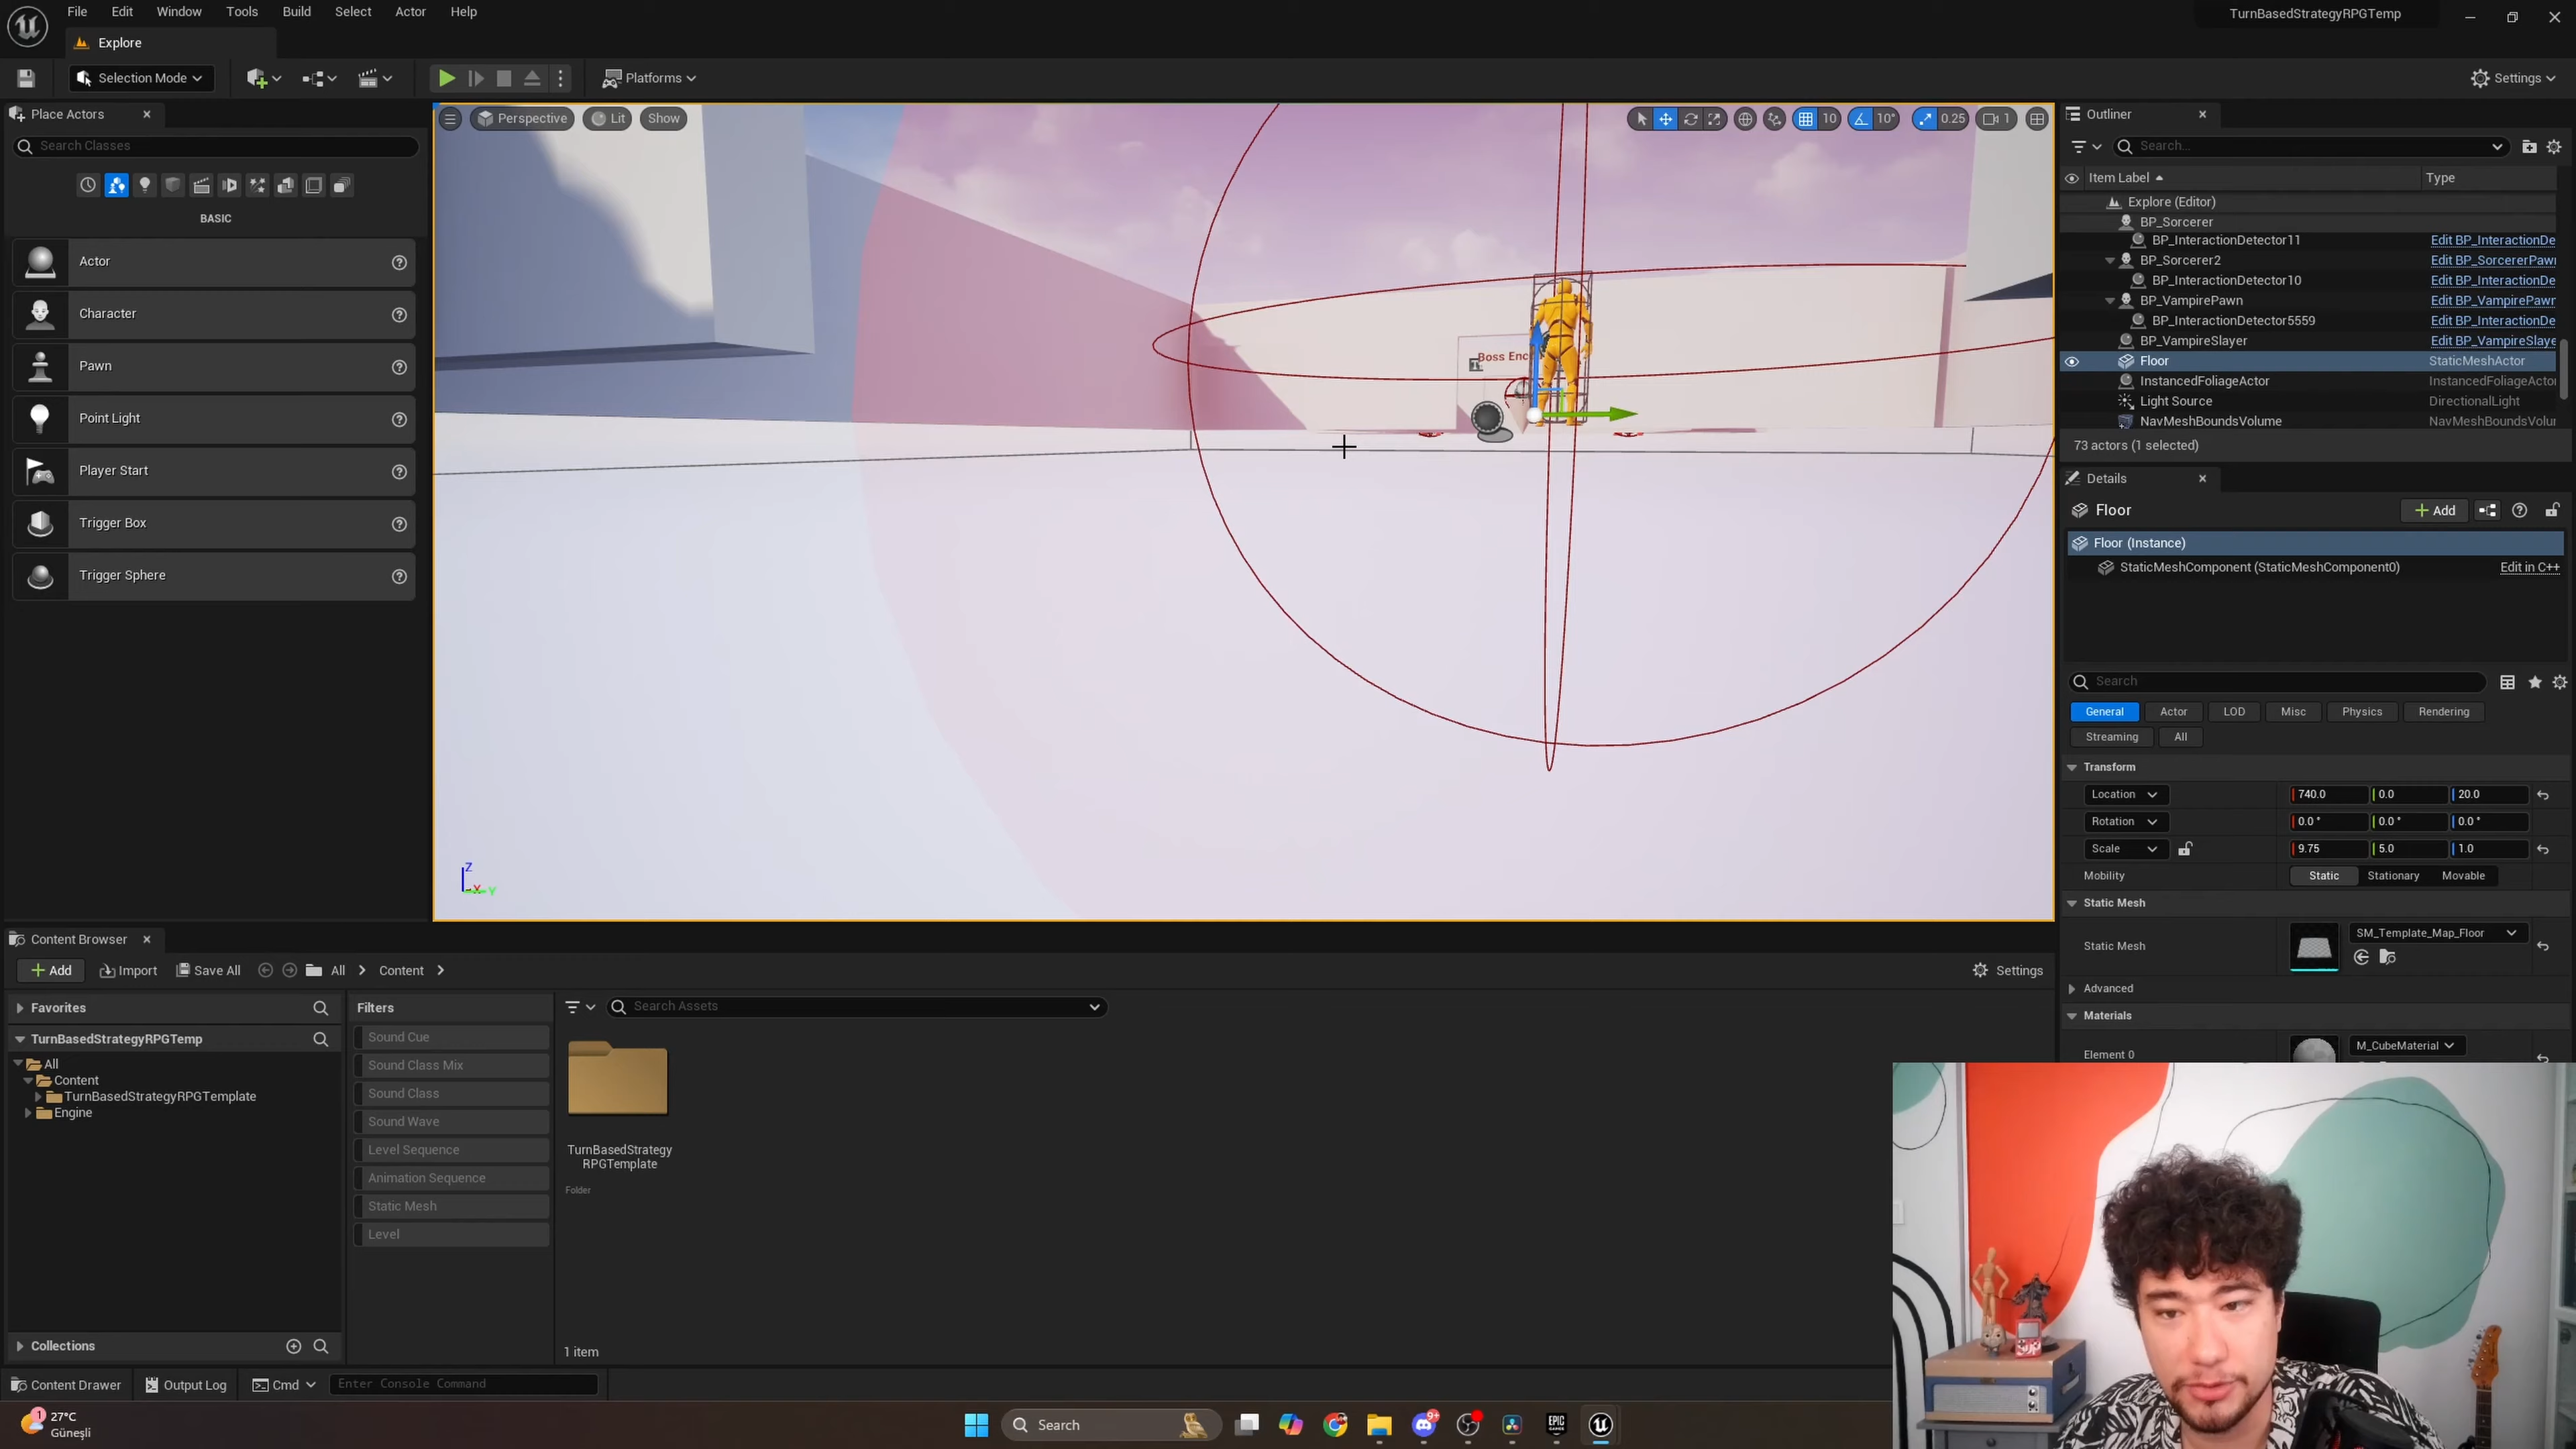 File Edit Window Tools Build Select Actor Help
TurnBasedStrategyRPGTemp
Explore
Selection Mode
Platforms
Settings
Place Actors
Search Classes
BASIC
Actor
Character
Pawn
Point Light
Player Start
Trigger Box
Trigger Sphere
Perspective
Lit
Show
10
10°
0.25
1
Z
X
Y
Outliner
Search...
Item Label
Type
Explore (Editor)
BP_Sorcerer
BP_InteractionDetector11 Edit BP_InteractionDe
BP_Sorcerer2 Edit BP_SorcererPawn
BP_InteractionDetector10 Edit BP_InteractionDe
BP_VampirePawn Edit BP_VampirePawn
BP_InteractionDetector5559 Edit BP_InteractionDe
BP_VampireSlayer Edit BP_VampireSlaye
Floor StaticMeshActor
InstancedFoliageActor InstancedFoliageActor
Light Source DirectionalLight
NavMeshBoundsVolume NavMeshBoundsVolum
73 actors (1 selected)
Details
Floor
Add
Floor (Instance)
StaticMeshComponent (StaticMeshComponent0) Edit in C++
Search
General Actor LOD Misc Physics Rendering
Streaming All
Transform
Location 740.0 0.0 20.0
Rotation 0.0 ° 0.0 ° 0.0 °
Scale 9.75 5.0 1.0
Mobility Static Stationary Movable
Static Mesh
Static Mesh SM_Template_Map_Floor
Advanced
Materials
Element 0 M_CubeMaterial
Content Browser
Add Import Save All All Content
Settings
Favorites
TurnBasedStrategyRPGTemp
All
Content
TurnBasedStrategyRPGTemplate
Engine
Collections
Filters
Sound Cue
Sound Class Mix
Sound Class
Sound Wave
Level Sequence
Animation Sequence
Static Mesh
Level
Search Assets
TurnBasedStrategy
RPGTemplate
Folder
1 item
Content Drawer Output Log Cmd Enter Console Command
1
27°C
Güneşli
Search
9+
EPIC
GAMES